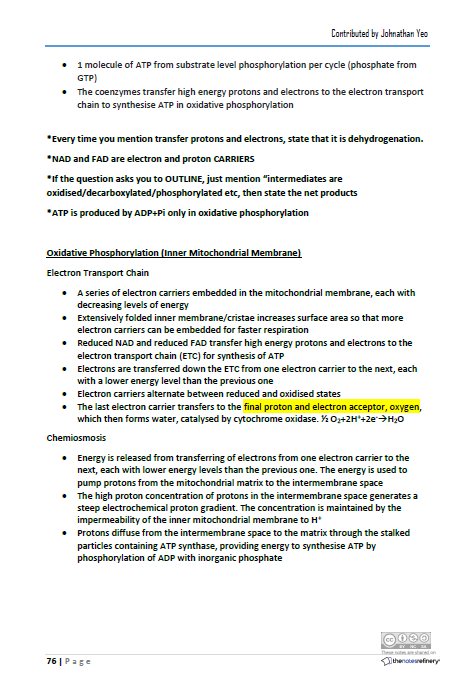 Contributed by Johnathan Yeo
• 1 molecule of ATP from substrate level phosphorylation per cycle (phosphate from
GTP)
• The coenzymes transfer high energy protons and electrons to the electron transport
chain to synthesise ATP in oxidative phosphorylation
*Every time you mention transfer protons and electrons, state that it is dehydrogenation.
*NAD and FAD are electron and proton CARRIERS
*If the question asks you to OUTLINE, just mention “intermediates are
oxidised/decarboxylated/phosphorylated etc, then state the net products
*ATP is produced by ADP+Pi only in oxidative phosphorylation
Oxidative Phosphorylation (Inner Mitochondrial Membrane)
Electron Transport Chain
• A series of electron carriers embedded in the mitochondrial membrane, each with
decreasing levels of energy
• Extensively folded inner membrane/cristae increases surface area so that more
electron carriers can be embedded for faster respiration
• Reduced NAD and reduced FAD transfer high energy protons and electrons to the
electron transport chain (ETC) for synthesis of ATP
• Electrons are transferred down the ETC from one electron carrier to the next, each
with a lower energy level than the previous one
• Electron carriers alternate between reduced and oxidised states
• The last electron carrier transfers to the final proton and electron acceptor, oxygen,
which then forms water, catalysed by cytochrome oxidase. ½ O₂+2H⁺+2e⁻→H₂O
Chemiosmosis
• Energy is released from transferring of electrons from one electron carrier to the
next, each with lower energy levels than the previous one. The energy is used to
pump protons from the mitochondrial matrix to the intermembrane space
• The high proton concentration of protons in the intermembrane space generates a
steep electrochemical proton gradient. The concentration is maintained by the
impermeability of the inner mitochondrial membrane to H⁺
• Protons diffuse from the intermembrane space to the matrix through the stalked
particles containing ATP synthase, providing energy to synthesise ATP by
phosphorylation of ADP with inorganic phosphate
cc
BY NC SA
These notes are shared on
76 | Page
thenotesrefinery